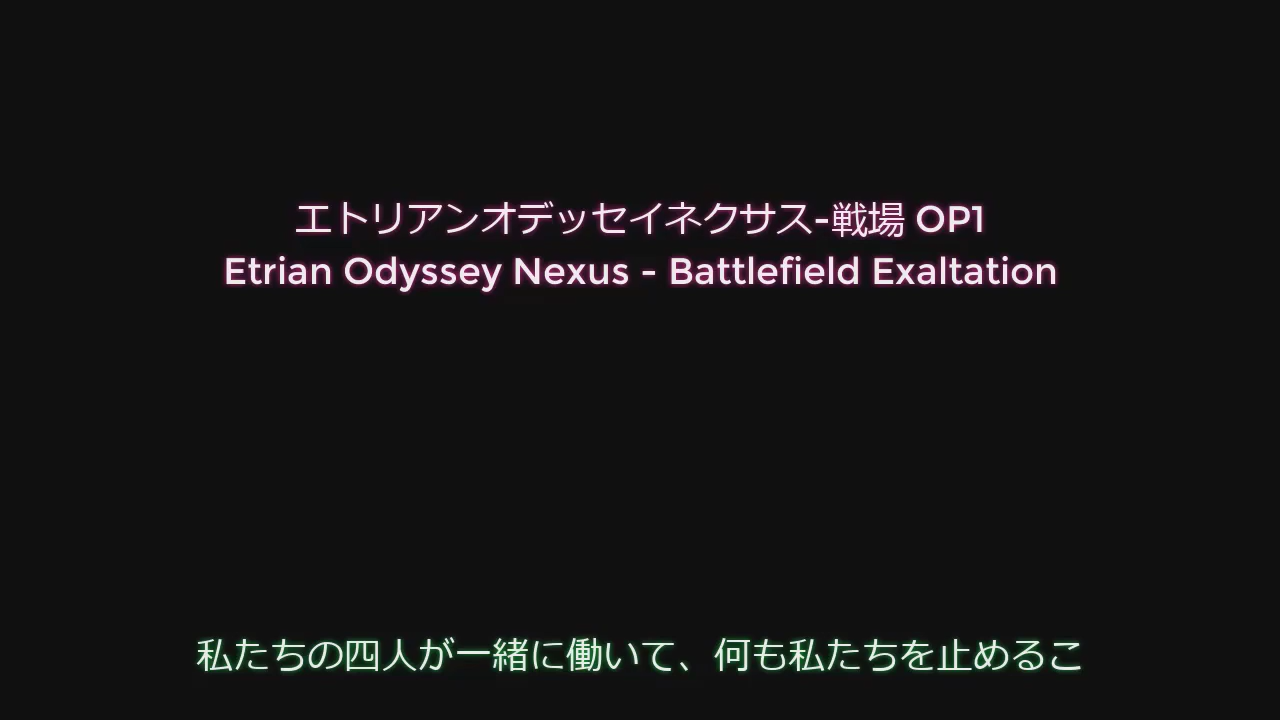 エトリアンオデッセイネクサス-戦場 OP1
Etrian Odyssey Nexus - Battlefield Exaltation
私たちの四人が一緒に働いて、何も私たちを止めるこ